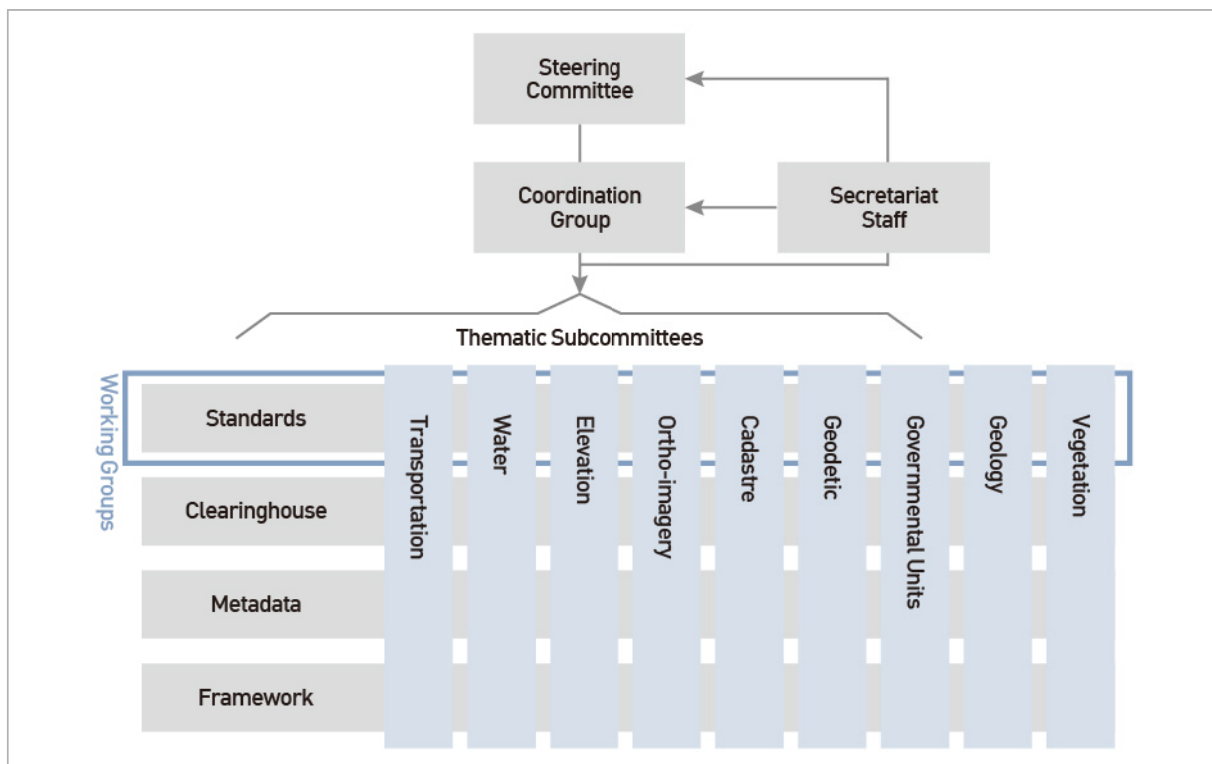 Steering
Committee
Coordination
Group
Secretariat
Staff
Thematic Subcommittees
Working Groups
Standards
Clearinghouse
Metadata
Framework
Transportation
Water
Elevation
Ortho-imagery
Cadastre
Geodetic
Governmental Units
Geology
Vegetation